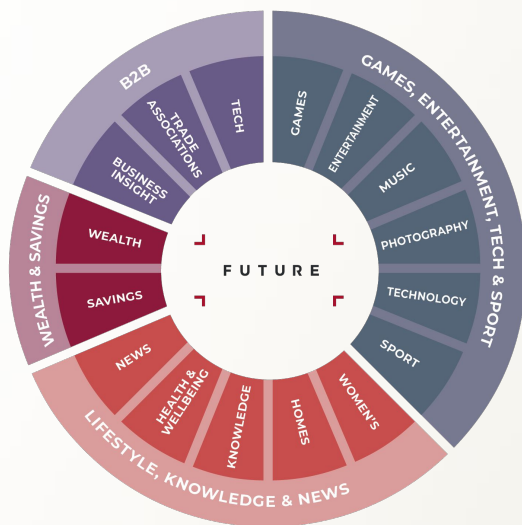 GAMES, ENTERTAINMENT, TECH & SPORT
GAMES
ENTERTAINMENT
MUSIC
PHOTOGRAPHY
TECHNOLOGY
SPORT
LIFESTYLE, KNOWLEDGE & NEWS
WOMEN'S
HOMES
KNOWLEDGE
HEALTH &
WELLBEING
NEWS
WEALTH & SAVINGS
SAVINGS
WEALTH
B2B
BUSINESS
INSIGHT
TRADE
ASSOCIATIONS
TECH
FUTURE